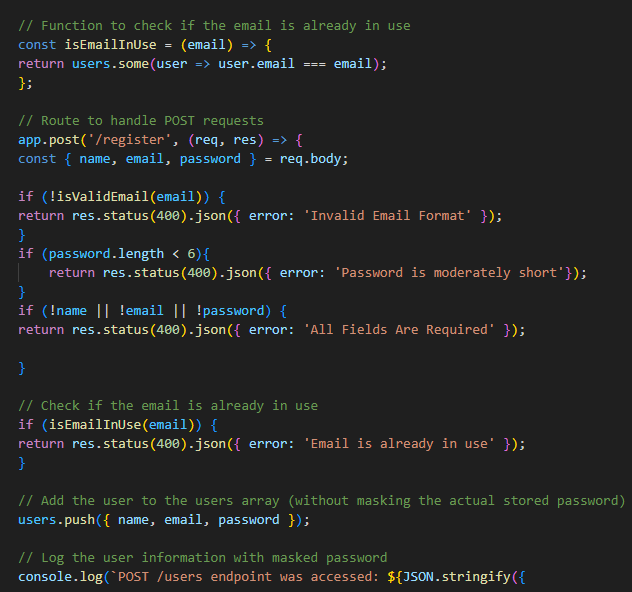 // Function to check if the email is already in use
const isEmailInUse = (email) => {
return users.some(user => user.email === email);
};
// Route to handle POST requests
app.post('/register', (req, res) => {
const { name, email, password } = req.body;
if (!isValidEmail(email)) {
return res.status(400).json({ error: 'Invalid Email Format' });
}
if (password.length < 6){
    return res.status(400).json({ error: 'Password is moderately short'});
}
if (!name || !email || !password) {
return res.status(400).json({ error: 'All Fields Are Required' });
}
// Check if the email is already in use
if (isEmailInUse(email)) {
return res.status(400).json({ error: 'Email is already in use' });
}
// Add the user to the users array (without masking the actual stored password)
users.push({ name, email, password });
// Log the user information with masked password
console.log(`POST /users endpoint was accessed: ${JSON.stringify({